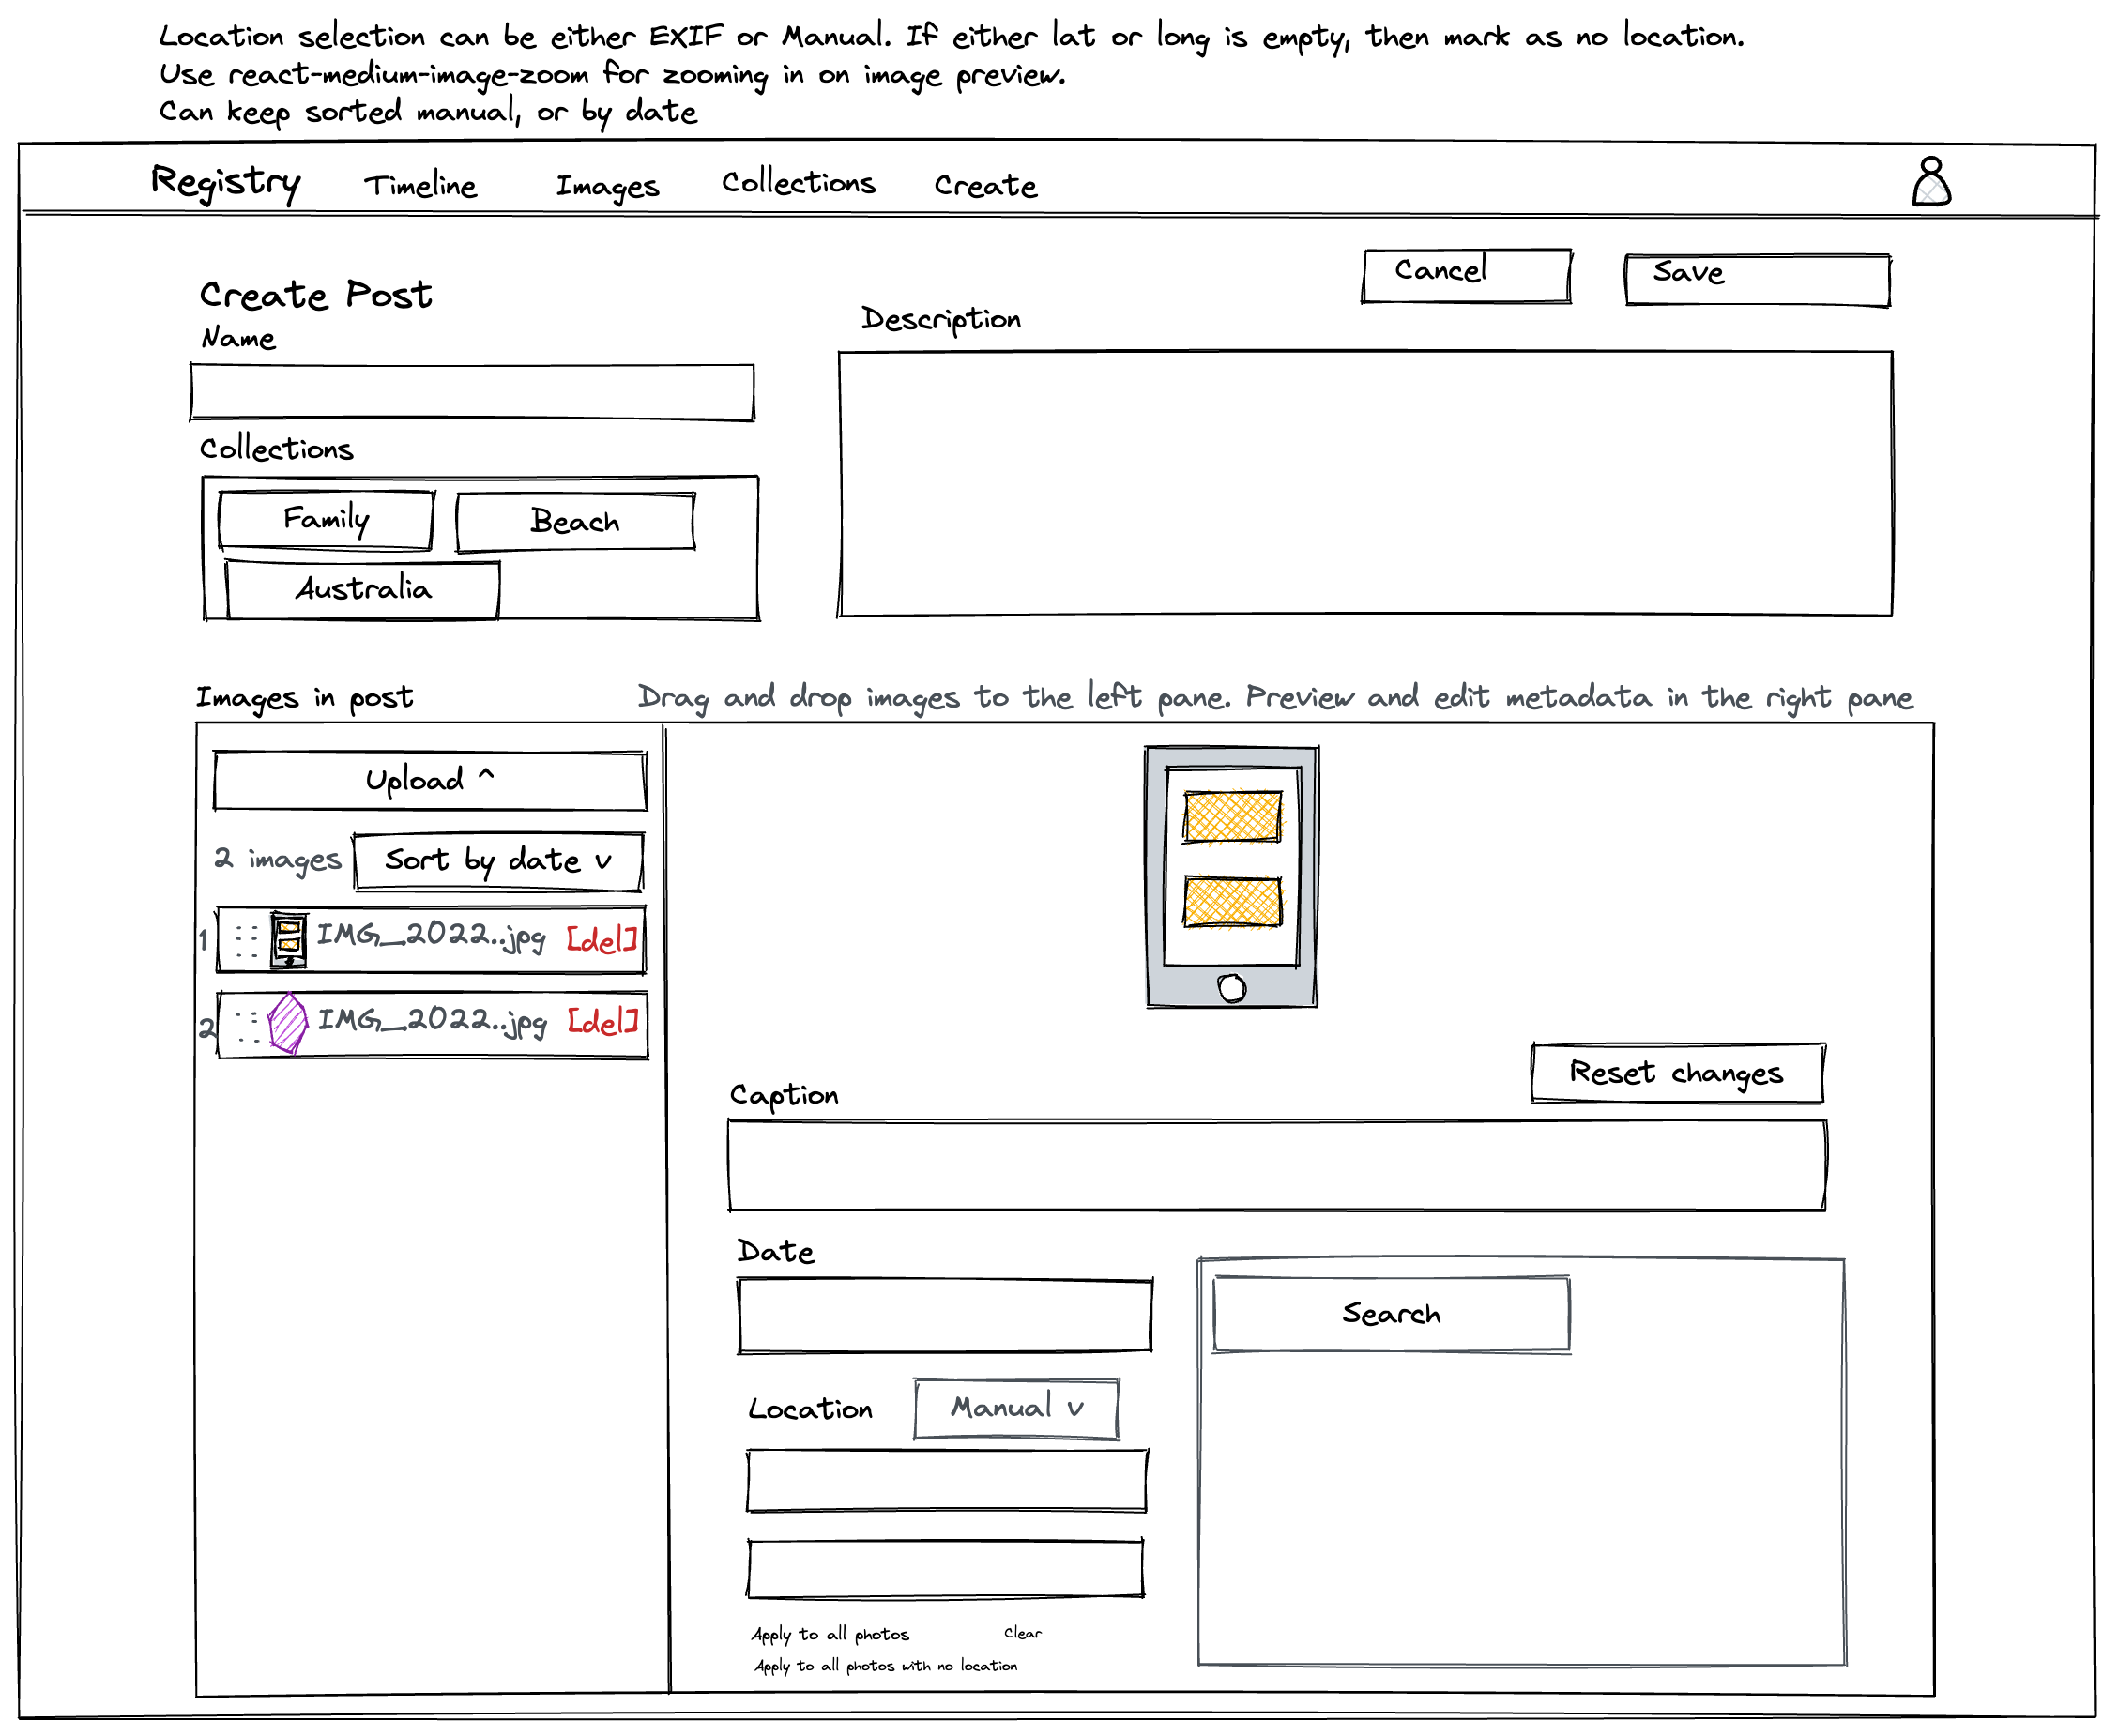 Location selection can be either EXIF or Manual. If either lat or long is empty, then mark as no location.
Use react-medium-image-zoom for zooming in on image preview.
Can keep sorted manual, or by date
Registry Timeline Images Collections Create
Cancel Save
Create Post
Name
Description
Collections
Family Beach
Australia
Images in post
Drag and drop images to the left pane. Preview and edit metadata in the right pane
Upload ^
2 images Sort by date v
1 IMG_2022..jpg [del]
2 IMG_2022..jpg [del]
Reset changes
Caption
Date
Search
Location Manual v
Apply to all photos Clear
Apply to all photos with no location